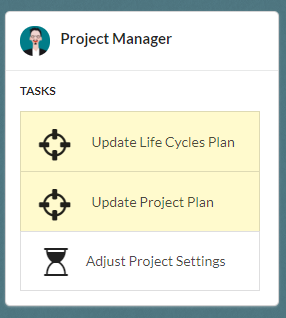 Project Manager
TASKS
Update Life Cycles Plan
Update Project Plan
Adjust Project Settings